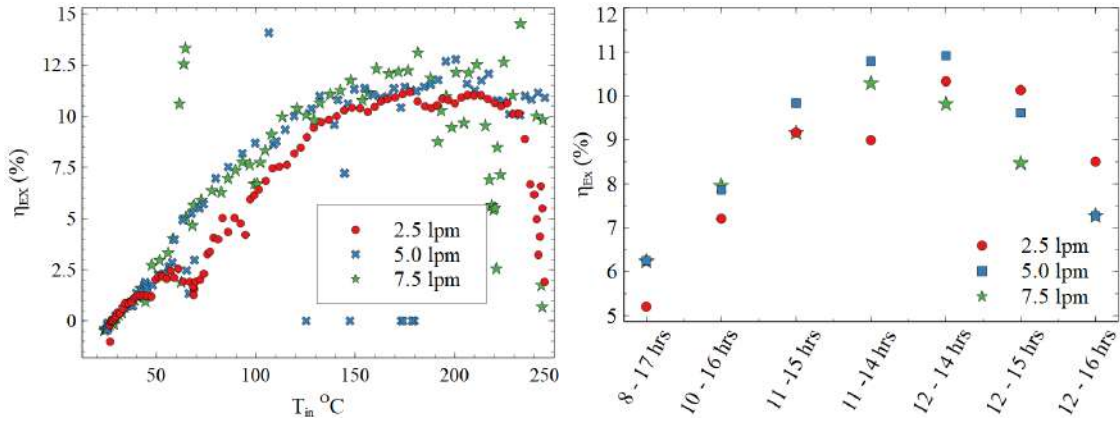 15
12.5
10
7.5
5
2.5
0
η_Ex (%)
50
100
150
200
250
T_in °C
2.5 lpm
5.0 lpm
7.5 lpm
12
11
10
9
8
7
6
5
η_Ex (%)
8 - 17 hrs
10 - 16 hrs
11 -15 hrs
11 -14 hrs
12 - 14 hrs
12 - 15 hrs
12 - 16 hrs
2.5 lpm
5.0 lpm
7.5 lpm